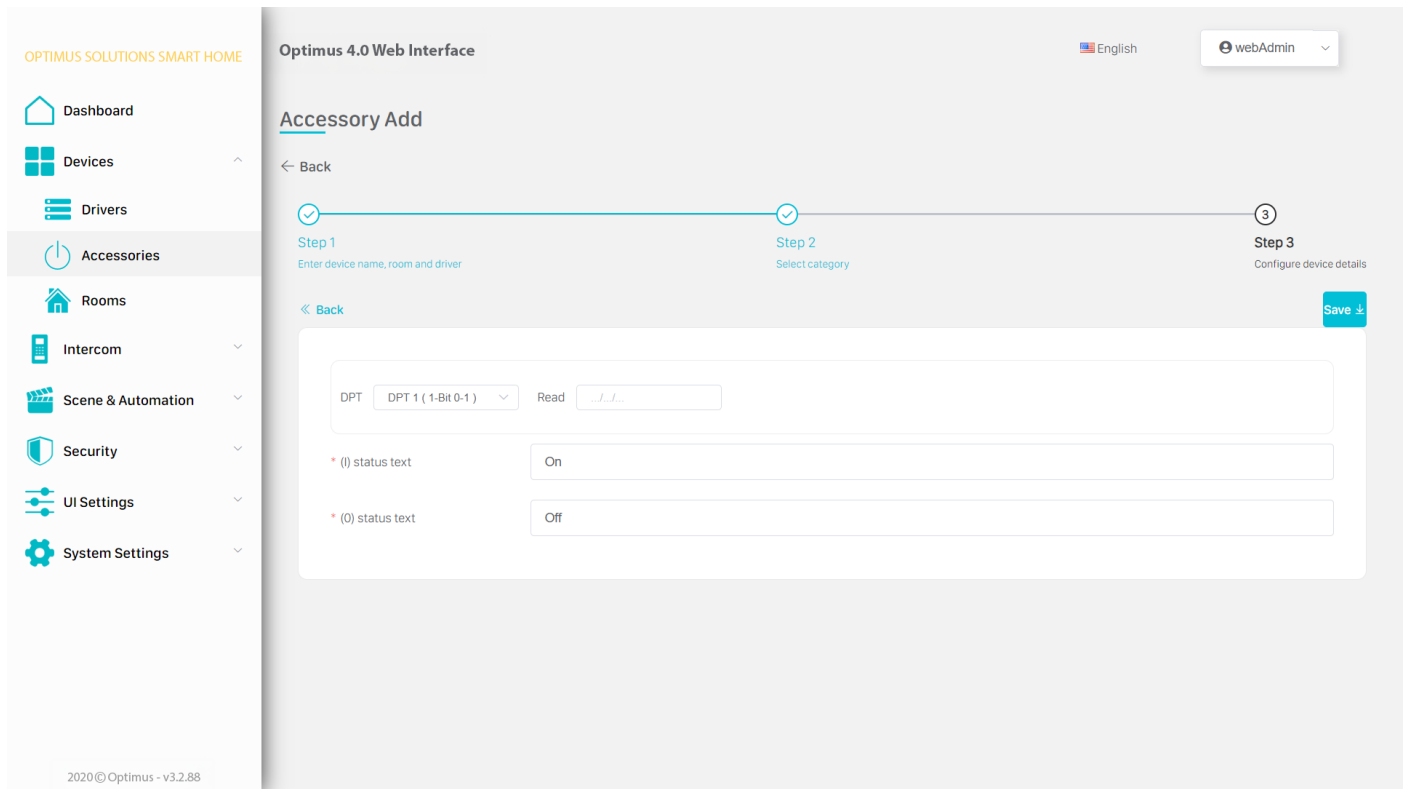 OPTIMUS SOLUTIONS SMART HOME
Dashboard
Devices
Drivers
Accessories
Rooms
Intercom
Scene & Automation
Security
UI Settings
System Settings
2020 © Optimus - v3.2.88
Optimus 4.0 Web Interface
English
webAdmin
Accessory Add
Back
3
Step 1
Step 2
Step 3
Enter device name, room and driver
Select category
Configure device details
Back
Save
DPT DPT 1 ( 1-Bit 0-1 ) Read .../.../...
* (I) status text On
* (0) status text Off